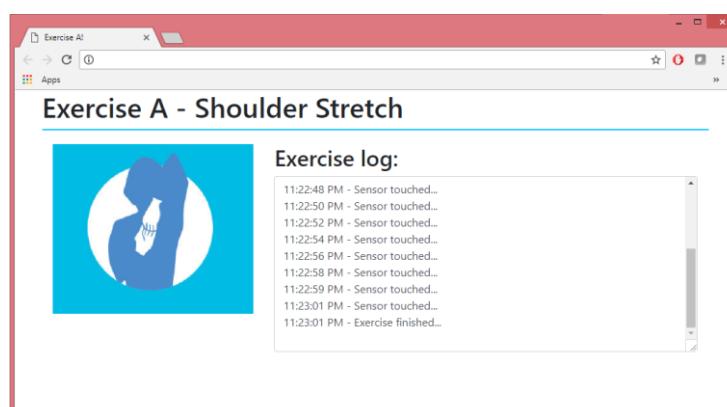 Exercise A!
Apps
Exercise A - Shoulder Stretch
Exercise log:
11:22:48 PM - Sensor touched...
11:22:50 PM - Sensor touched...
11:22:52 PM - Sensor touched...
11:22:54 PM - Sensor touched...
11:22:56 PM - Sensor touched...
11:22:58 PM - Sensor touched...
11:22:59 PM - Sensor touched...
11:23:01 PM - Sensor touched...
11:23:01 PM - Exercise finished...